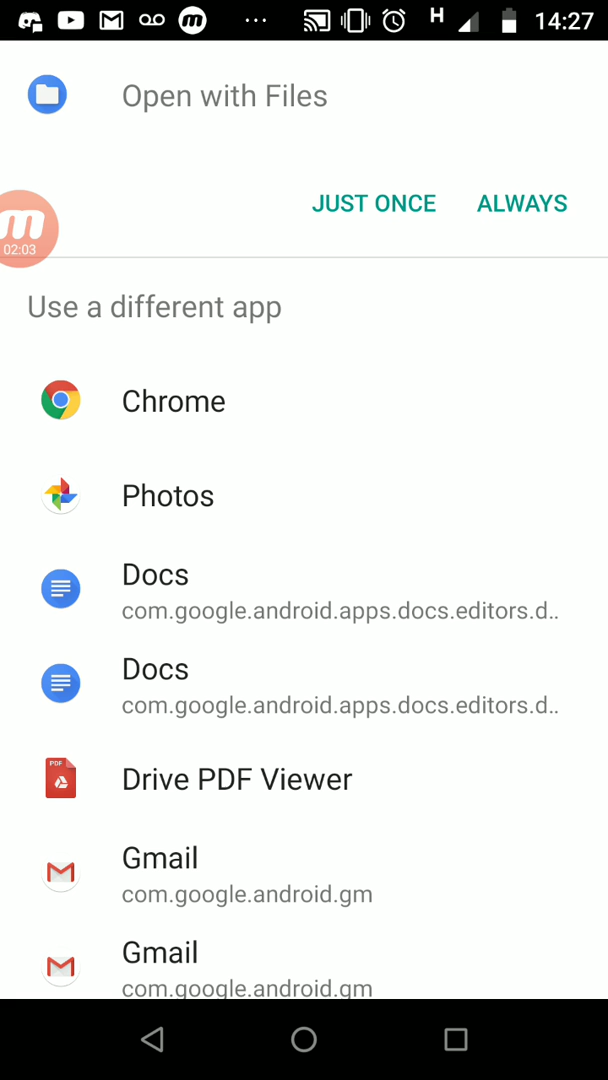 H
14:27
Open with Files
JUST ONCE
ALWAYS
m
02:03
Use a different app
Chrome
Photos
Docs
com.google.android.apps.docs.editors.d..
Docs
com.google.android.apps.docs.editors.d..
PDF
Drive PDF Viewer
Gmail
com.google.android.gm
Gmail
com.google.android.gm